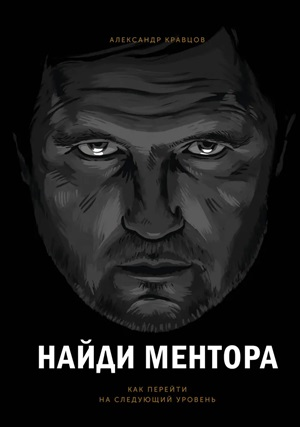 АЛЕКСАНДР КРАВЦОВ
НАЙДИ МЕНТОРА
КАК ПЕРЕЙТИ
НА СЛЕДУЮЩИЙ УРОВЕНЬ